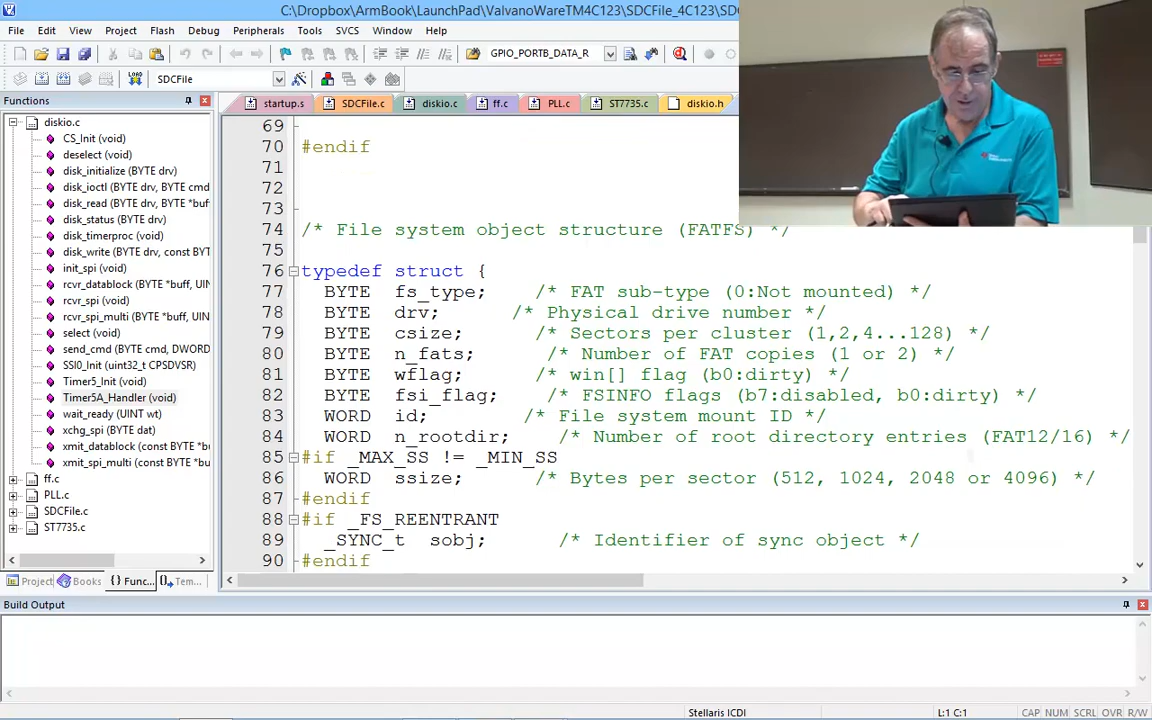 C:\Dropbox\ArmBook\LaunchPad\ValvanoWareTM4C123\SDCFile_4C123\SDC
File Edit View Project Flash Debug Peripherals Tools SVCS Window Help
GPIO_PORTB_DATA_R
LOAD SDCFile
Functions
startup.s SDCFile.c diskio.c ff.c PLL.c ST7735.c diskio.h
diskio.c
CS_Init (void)
deselect (void)
disk_initialize (BYTE drv)
disk_ioctl (BYTE drv, BYTE cmd
disk_read (BYTE drv, BYTE *buff
disk_status (BYTE drv)
disk_timerproc (void)
disk_write (BYTE drv, const BYT
init_spi (void)
rcvr_datablock (BYTE *buff, UIN
rcvr_spi (void)
rcvr_spi_multi (BYTE *buff, UIN
select (void)
send_cmd (BYTE cmd, DWORD
SSI0_Init (uint32_t CPSDVSR)
Timer5_Init (void)
Timer5A_Handler (void)
wait_ready (UINT wt)
xchg_spi (BYTE dat)
xmit_datablock (const BYTE *b
xmit_spi_multi (const BYTE *bu
ff.c
PLL.c
SDCFile.c
ST7735.c
Project Books {} Func... Tem...
69
70 #endif
71
72
73
74 /* File system object structure (FATFS) */
75
76 typedef struct {
77 BYTE fs_type; /* FAT sub-type (0:Not mounted) */
78 BYTE drv; /* Physical drive number */
79 BYTE csize; /* Sectors per cluster (1,2,4...128) */
80 BYTE n_fats; /* Number of FAT copies (1 or 2) */
81 BYTE wflag; /* win[] flag (b0:dirty) */
82 BYTE fsi_flag; /* FSINFO flags (b7:disabled, b0:dirty) */
83 WORD id; /* File system mount ID */
84 WORD n_rootdir; /* Number of root directory entries (FAT12/16) */
85 #if _MAX_SS != _MIN_SS
86 WORD ssize; /* Bytes per sector (512, 1024, 2048 or 4096) */
87 #endif
88 #if _FS_REENTRANT
89 _SYNC_t sobj; /* Identifier of sync object */
90 #endif
Build Output
Stellaris ICDI L:1 C:1 CAP NUM SCRL OVR R/W